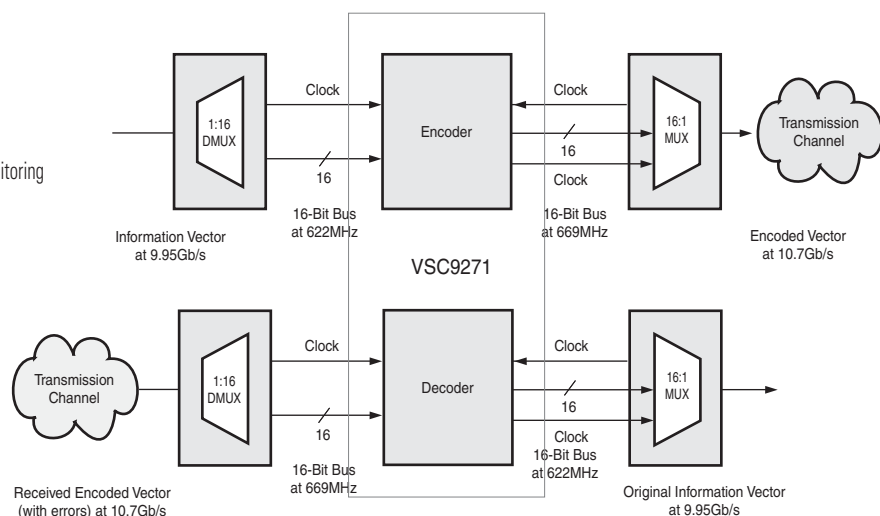 Clock
1:16
DMUX
16
16-Bit Bus
at 622MHz
Information Vector
at 9.95Gb/s
Encoder
Clock
16
Clock
16-Bit Bus
at 669MHz
16:1
MUX
Transmission
Channel
Encoded Vector
at 10.7Gb/s
itoring
VSC9271
Transmission
Channel
Received Encoded Vector
(with errors) at 10.7Gb/s
1:16
DMUX
Clock
16
16-Bit Bus
at 669MHz
Decoder
Clock
16
Clock
16-Bit Bus
at 622MHz
16:1
MUX
Original Information Vector
at 9.95Gb/s